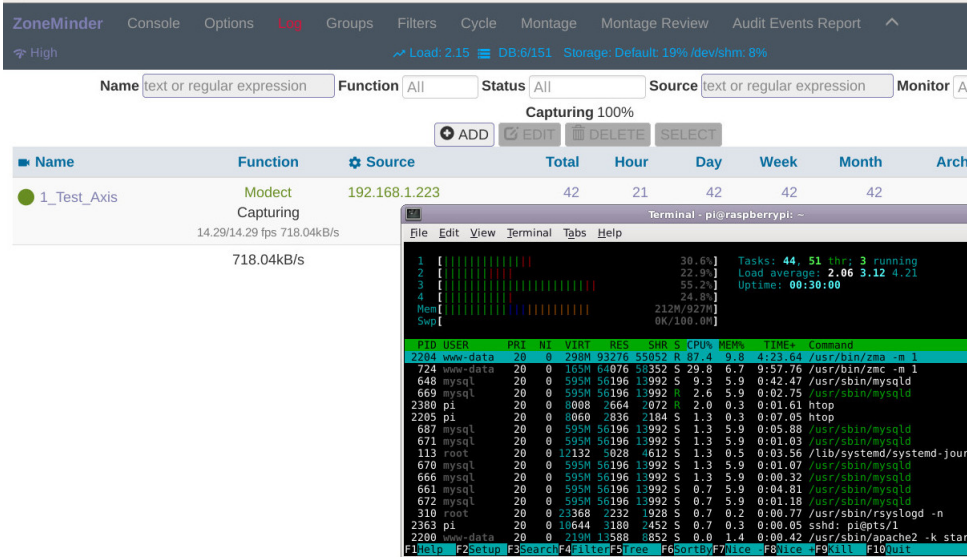 ZoneMinder Console Options Log Groups Filters Cycle Montage Montage Review Audit Events Report
High Load: 2.15 DB:6/151 Storage: Default: 19% /dev/shm: 8%
Name text or regular expression Function All Status All Source text or regular expression Monitor A
Capturing 100%
ADD EDIT DELETE SELECT
Name Function Source Total Hour Day Week Month Arch
1_Test_Axis Modect 192.168.1.223 42 21 42 42 42
Capturing
14.29/14.29 fps 718.04kB/s
718.04kB/s
Terminal - pi@raspberrypi: ~
File Edit View Terminal Tabs Help
1 [|||||||||||||| 30.6%] Tasks: 44, 51 thr; 3 running
2 [||||||||||| 22.9%] Load average: 2.06 3.12 4.21
3 [|||||||||||||||||||||||| 55.2%] Uptime: 00:30:00
4 [||||||||||| 24.8%]
Mem[|||||||||||||||||||||||| 212M/927M]
Swp[ 0K/100.0M]
PID USER PRI NI VIRT RES SHR S CPU% MEM% TIME+ Command
2204 www-data 20 0 298M 93276 55052 R 87.4 9.8 4:23.64 /usr/bin/zma -m 1
724 www-data 20 0 165M 64076 58352 S 29.8 6.7 9:57.76 /usr/bin/zmc -m 1
648 mysql 20 0 595M 56196 13992 S 9.3 5.9 0:42.47 /usr/sbin/mysqld
669 mysql 20 0 595M 56196 13992 R 2.6 5.9 0:02.75 /usr/sbin/mysqld
2380 pi 20 0 8008 2664 2072 R 2.0 0.3 0:01.61 htop
2205 pi 20 0 8060 2836 2184 S 1.3 0.3 0:07.05 htop
687 mysql 20 0 595M 56196 13992 S 1.3 5.9 0:05.88 /usr/sbin/mysqld
671 mysql 20 0 595M 56196 13992 S 1.3 5.9 0:01.03 /usr/sbin/mysqld
113 root 20 0 12132 5028 4612 S 1.3 0.5 0:03.56 /lib/systemd/systemd-jour
670 mysql 20 0 595M 56196 13992 S 1.3 5.9 0:01.07 /usr/sbin/mysqld
666 mysql 20 0 595M 56196 13992 S 1.3 5.9 0:00.32 /usr/sbin/mysqld
661 mysql 20 0 595M 56196 13992 S 0.7 5.9 0:04.81 /usr/sbin/mysqld
672 mysql 20 0 595M 56196 13992 S 0.7 5.9 0:01.18 /usr/sbin/mysqld
310 root 20 0 23368 2232 1928 S 0.7 0.2 0:00.77 /usr/sbin/rsyslogd -n
2363 pi 20 0 10644 3180 2452 S 0.7 0.3 0:00.05 sshd: pi@pts/1
2200 www-data 20 0 219M 13588 8852 S 0.0 1.4 0:00.42 /usr/sbin/apache2 -k star
F1Help F2Setup F3SearchF4FilterF5Tree F6SortByF7Nice -F8Nice +F9Kill F10Quit